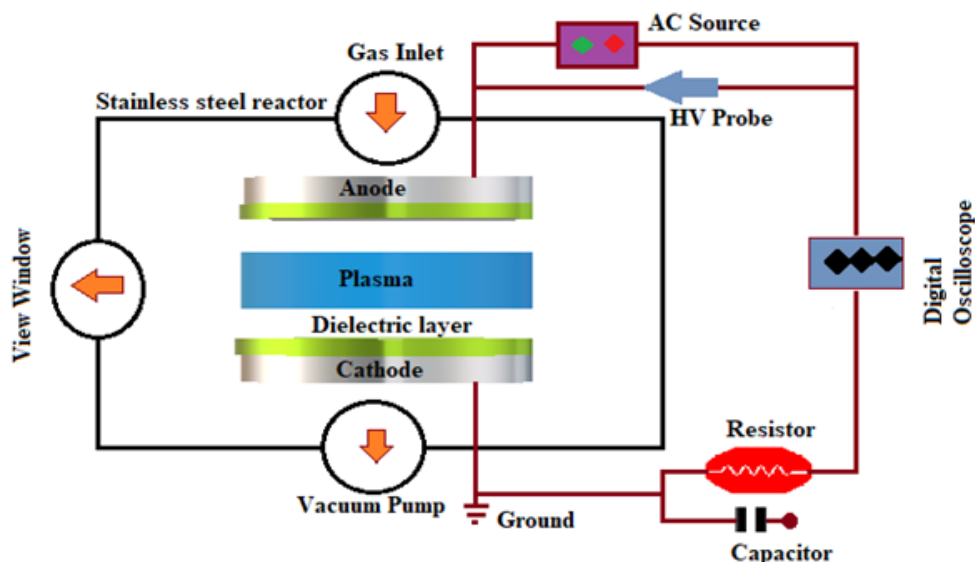 AC Source
Gas Inlet
Stainless steel reactor
HV Probe
Anode
View Window
Plasma
Digital
Oscilloscope
Dielectric layer
Cathode
Resistor
Vacuum Pump
Ground
Capacitor